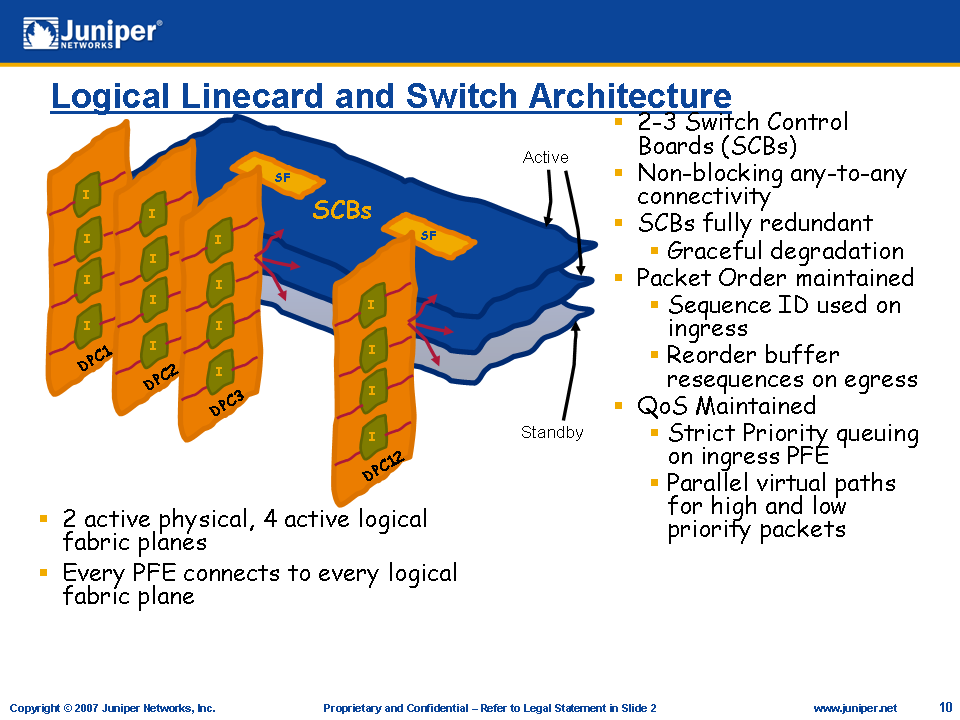 Juniper®
NETWORKS
Logical Linecard and Switch Architecture
2-3 Switch Control
Boards (SCBs)
Non-blocking any-to-any
connectivity
SCBs fully redundant
Graceful degradation
Packet Order maintained
Sequence ID used on
ingress
Reorder buffer
resequences on egress
QoS Maintained
Strict Priority queuing
on ingress PFE
Parallel virtual paths
for high and low
priority packets
Active
SF
SCBs
SF
I
I
I
I
DPC1
I
I
I
I
DPC2
I
I
I
I
DPC3
I
I
I
I
DPC12
Standby
2 active physical, 4 active logical
fabric planes
Every PFE connects to every logical
fabric plane
Copyright © 2007 Juniper Networks, Inc.
Proprietary and Confidential – Refer to Legal Statement in Slide 2
www.juniper.net
10